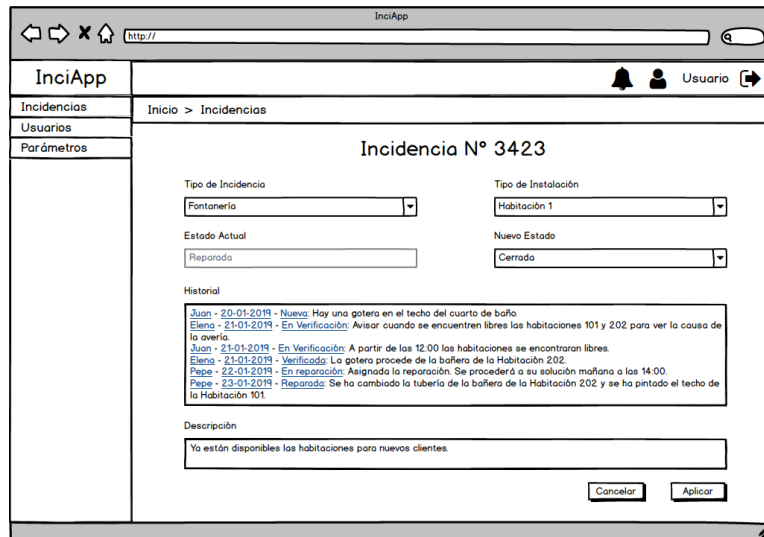 InciApp
http://
InciApp
Usuario
Incidencias
Usuarios
Parámetros
Inicio > Incidencias
Incidencia Nº 3423
Tipo de Incidencia
Tipo de Instalación
Fontanería
Habitación 1
Estado Actual
Nuevo Estado
Reparada
Cerrada
Historial
Juan - 20-01-2019 - Nueva: Hay una gotera en el techo del cuarto de baño.
Elena - 21-01-2019 - En Verificación: Avisar cuando se encuentren libres las habitaciones 101 y 202 para ver la causa de
la avería.
Juan - 21-01-2019 - En Verificación: A partir de las 12:00 las habitaciones se encontraran libres.
Elena - 21-01-2019 - Verificada: La gotera procede de la bañera de la Habitación 202.
Pepe - 22-01-2019 - En reparación: Asignada la reparación. Se procederá a su solución mañana a las 14:00.
Pepe - 23-01-2019 - Reparada: Se ha cambiado la tubería de la bañera de la Habitación 202 y se ha pintado el techo de
la Habitación 101.
Descripción
Ya están disponibles las habitaciones para nuevos clientes.
Cancelar
Aplicar